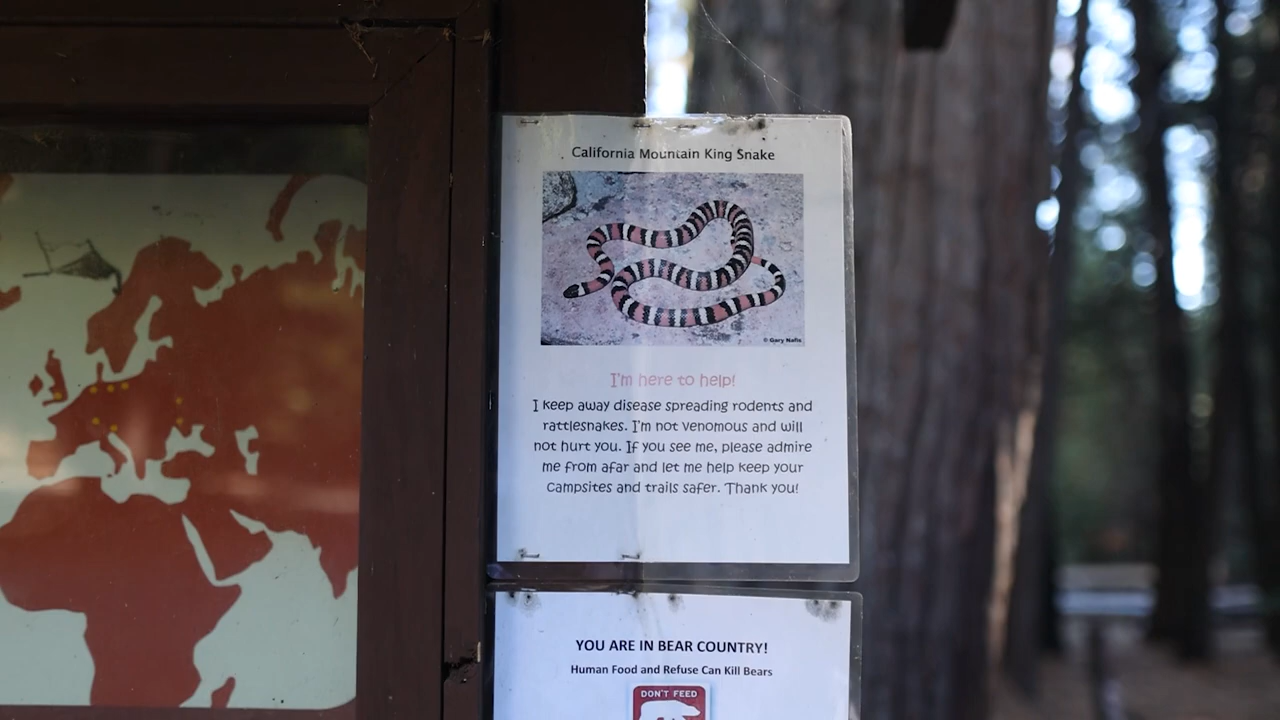 California Mountain King Snake
© Gary Nafis
I'm here to help!
I keep away disease spreading rodents and
rattlesnakes. I'm not venomous and will
not hurt you. If you see me, please admire
me from afar and let me help keep your
campsites and trails safer. Thank you!
YOU ARE IN BEAR COUNTRY!
Human Food and Refuse Can Kill Bears
DON'T FEED